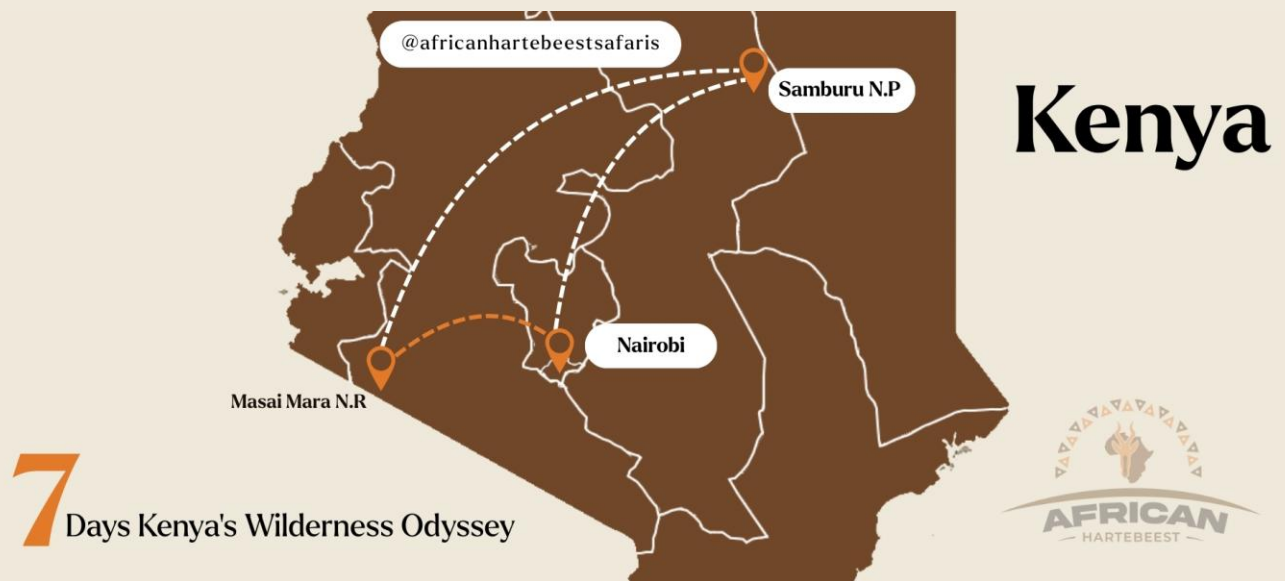 @africanhartebeestsafaris
Samburu N.P
Kenya
Nairobi
Masai Mara N.R
7 Days Kenya's Wilderness Odyssey
AFRICAN
HARTEBEEST